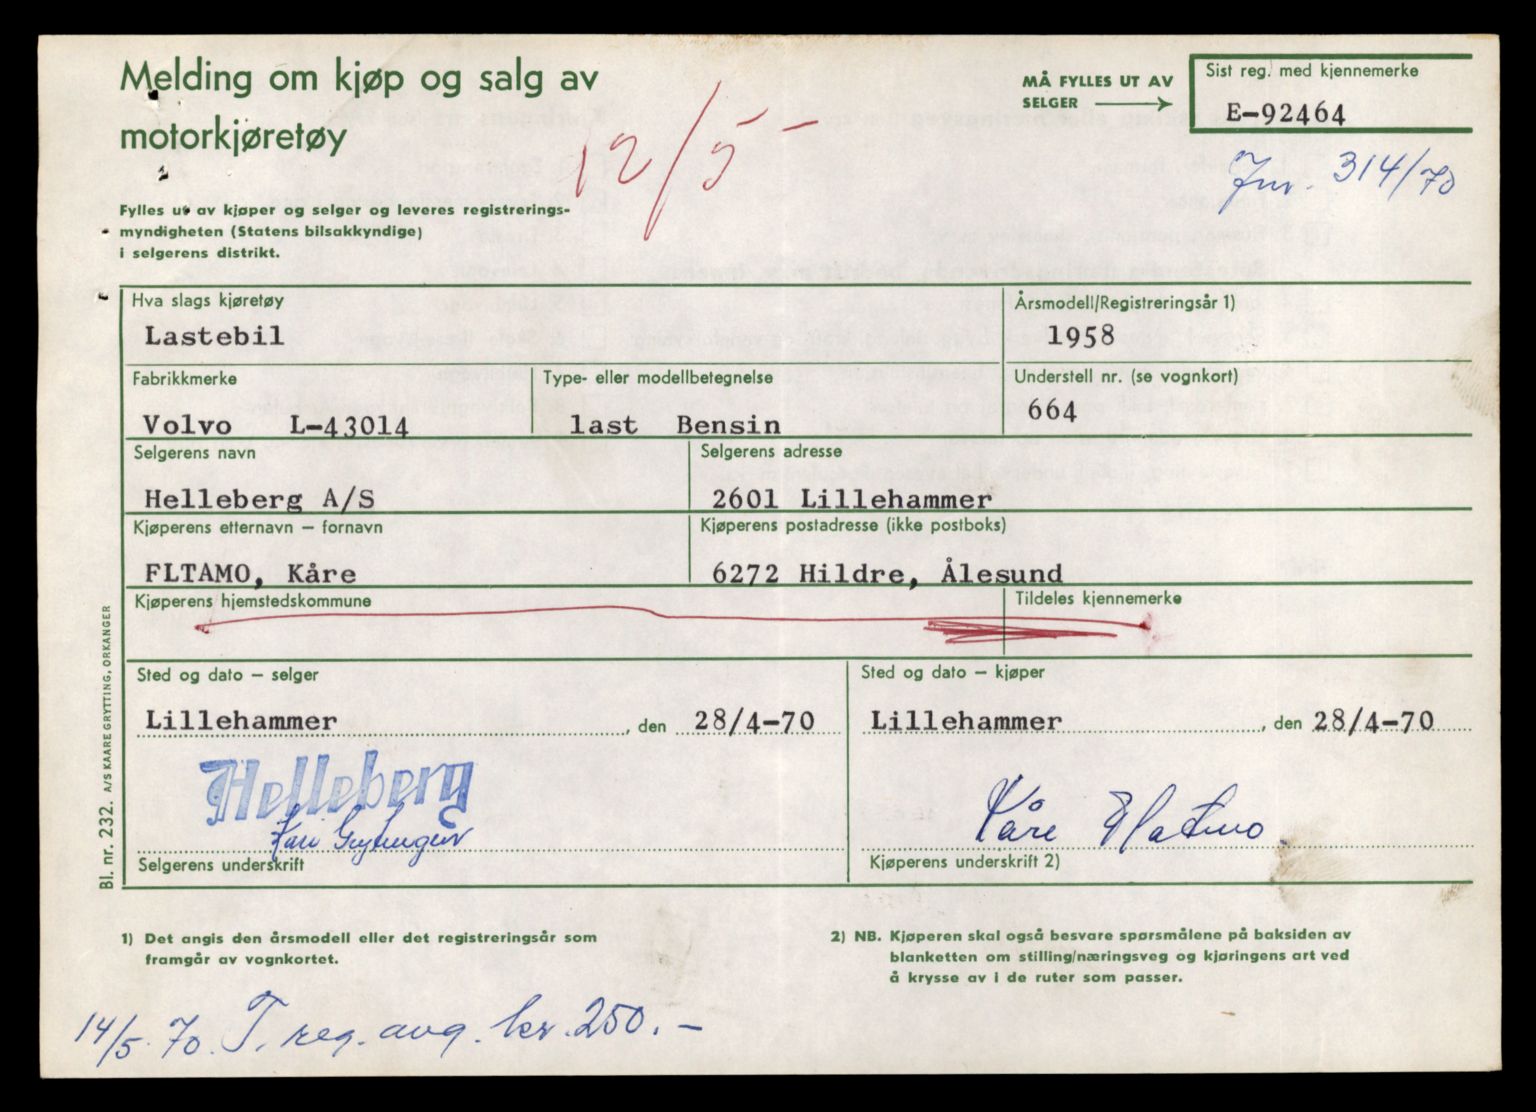 Melding om kjøp og salg av
motorkjøretøy
12/5 -
MÅ FYLLES UT AV
SELGER
Sist reg. med kjennemerke
E-92464
Jnr. 314/70
Fylles ut av kjøper og selger og leveres registrerings-
myndigheten (Statens bilsakkyndige)
i selgerens distrikt.
Hva slags kjøretøy
Årsmodell/Registreringsår 1)
Lastebil
1958
Fabrikkmerke
Type- eller modellbetegnelse
Understell nr. (se vognkort)
Volvo L-43014
last Bensin
664
Selgerens navn
Selgerens adresse
Helleberg A/S
2601 Lillehammer
Kjøperens etternavn – fornavn
Kjøperens postadresse (ikke postboks)
FLTAMO, Kåre
6272 Hildre, Ålesund
Kjøperens hjemstedskommune
Tildeles kjennemerke
Sted og dato – selger
Sted og dato – kjøper
Lillehammer, den 28/4-70
Lillehammer, den 28/4-70
Helleberg
Kari
Kåre Flatmo
Selgerens underskrift
Kjøperens underskrift 2)
Bl. nr. 232. A/S KAARE GRYTTING, ORKANGER
1) Det angis den årsmodell eller det registreringsår som
framgår av vognkortet.
2) NB. Kjøperen skal også besvare spørsmålene på baksiden av
blanketten om stilling/næringsveg og kjøringens art ved
å krysse av i de ruter som passer.
14/5.70. T. reg. avg. kr. 250.-